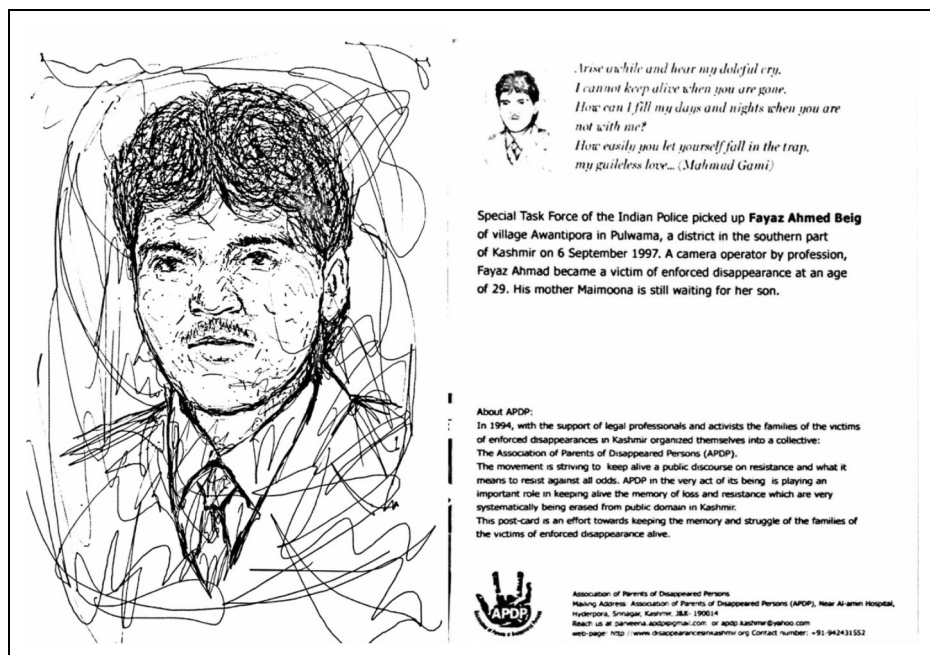 Arise awhile and hear my doleful cry.
I cannot keep alive when you are gone.
How can I fill my days and nights when you are
not with me?
How easily you let yourself fall in the trap,
my guileless love... (Mahmud Gami)
Special Task Force of the Indian Police picked up Fayaz Ahmed Beig
of village Awantipora in Pulwama, a district in the southern part
of Kashmir on 6 September 1997. A camera operator by profession,
Fayaz Ahmad became a victim of enforced disappearance at an age
of 29. His mother Maimoona is still waiting for her son.
About APDP:
In 1994, with the support of legal professionals and activists the families of the victims
of enforced disappearances in Kashmir organized themselves into a collective:
The Association of Parents of Disappeared Persons (APDP).
The movement is striving to keep alive a public discourse on resistance and what it
means to resist against all odds. APDP in the very act of its being is playing an
important role in keeping alive the memory of loss and resistance which are very
systematically being erased from public domain in Kashmir.
This post-card is an effort towards keeping the memory and struggle of the families of
the victims of enforced disappearance alive.
APDP
Association of Parents of Disappeared Persons
Mailing Address: Association of Parents of Disappeared Persons (APDP), Near Al-amin Hospital,
Hyderpora, Srinagar, Kashmir, J&K- 190014
Reach us at parveena.apdp@gmail.com or apdp.kashmir@yahoo.com
web-page: http://www.disappearancesinkashmir.org Contact number: +91-942431552